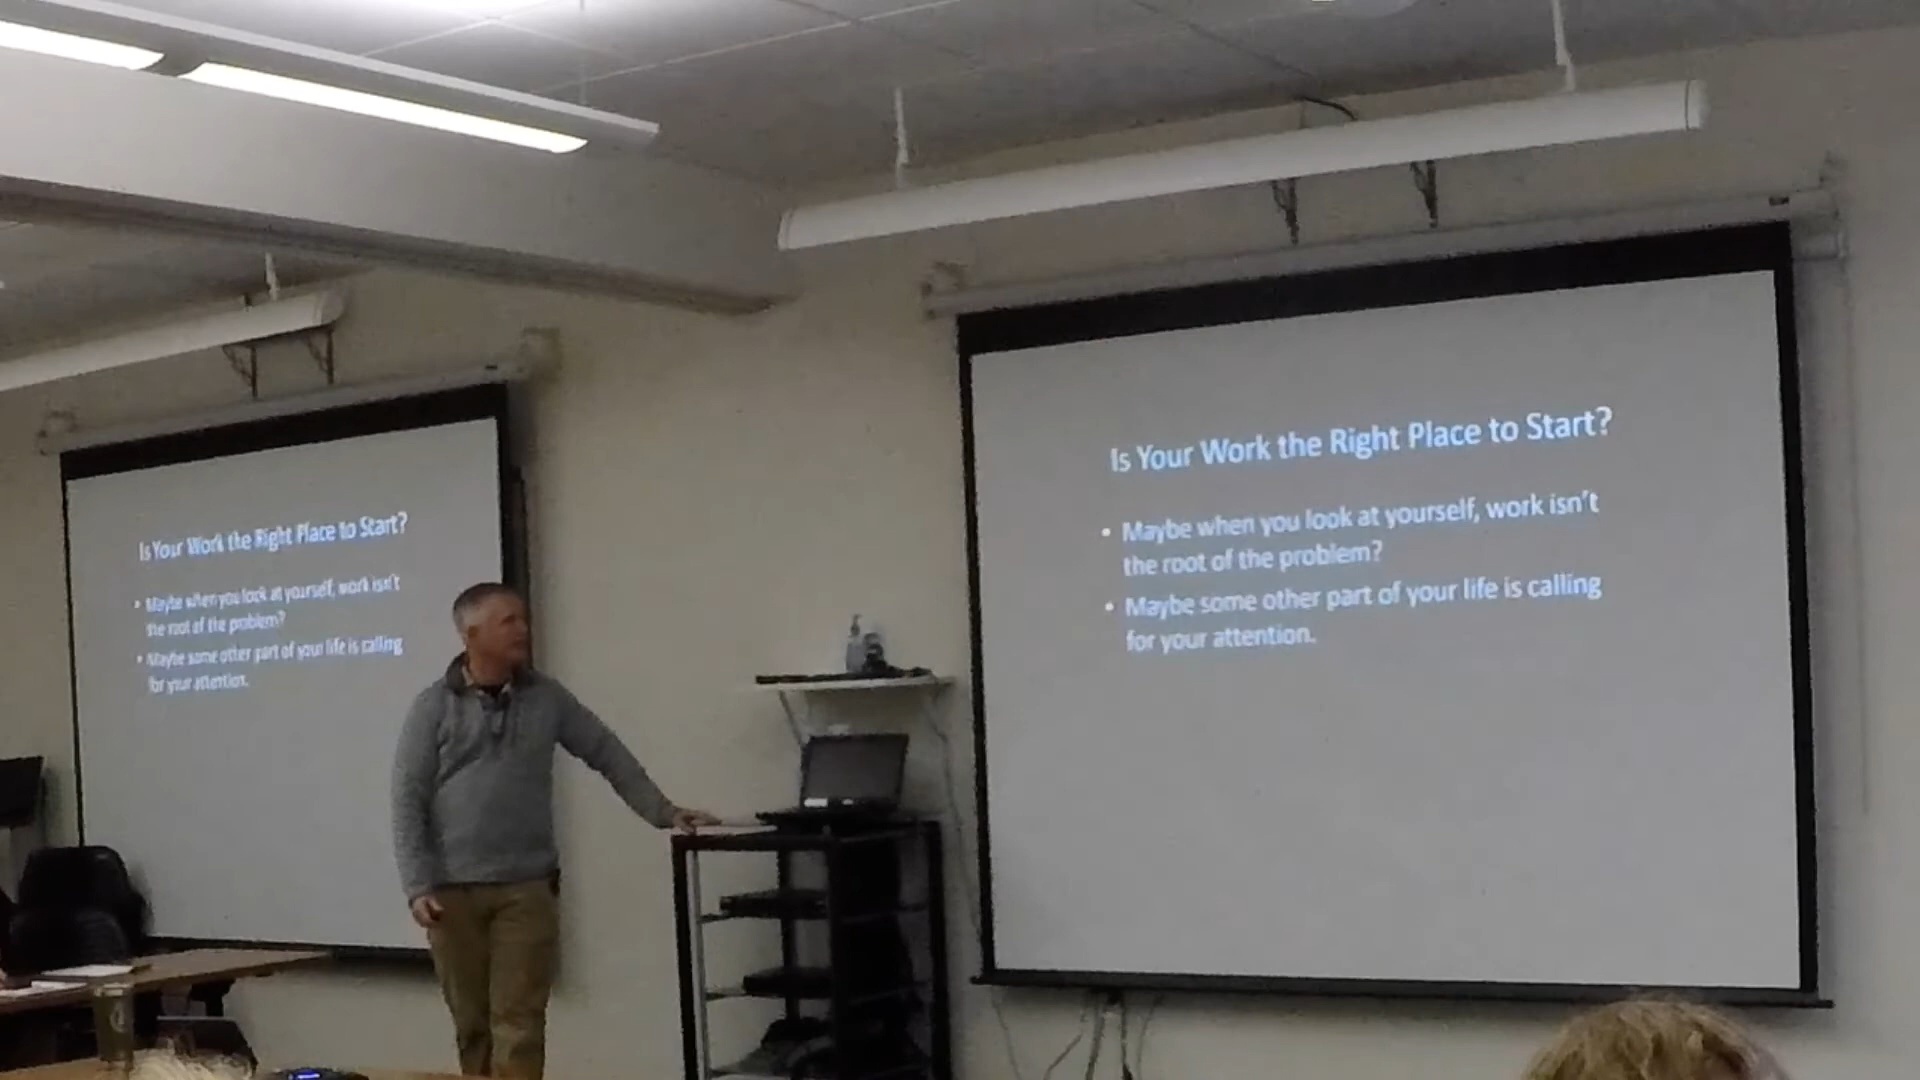 Is Your Work the Right Place to Start?
• Maybe when you look at yourself, work isn't
the root of the problem?
• Maybe some other part of your life is calling
for your attention.
Is Your Work the Right Place to Start?
• Maybe when you look at yourself, work isn't
the root of the problem?
• Maybe some other part of your life is calling
for your attention.